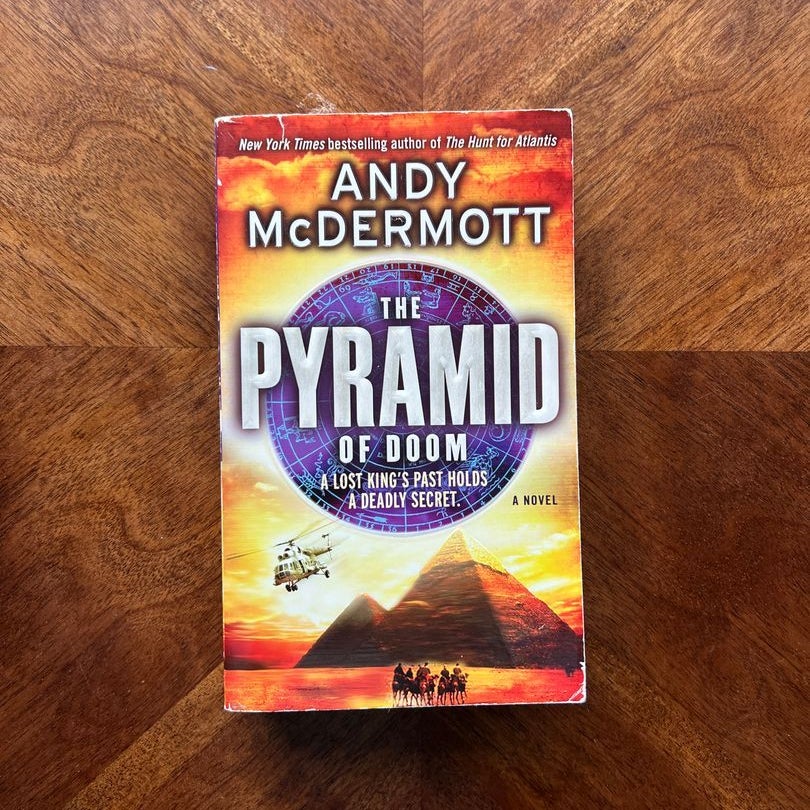 New York Times bestselling author of The Hunt for Atlantis
ANDY
McDERMOTT
THE
PYRAMID
OF DOOM
A LOST KING'S PAST HOLDS
A DEADLY SECRET.
A NOVEL